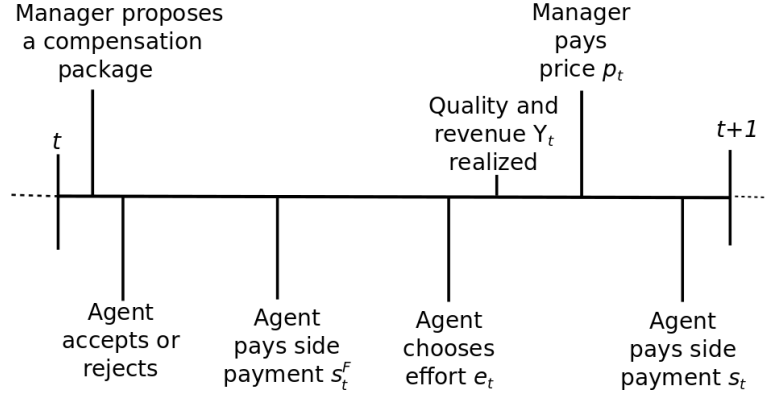 Manager proposes
a compensation
package
Manager
pays
price p_t
Quality and
revenue Y_t
realized
t
t+1
Agent
accepts or
rejects
Agent
pays side
payment s_t^F
Agent
chooses
effort e_t
Agent
pays side
payment s_t